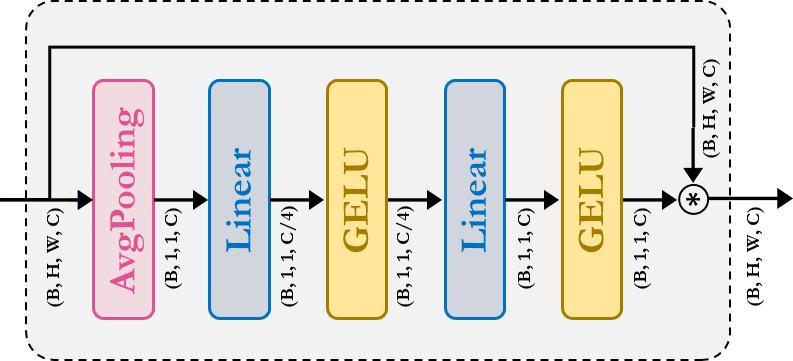 (B, H, W, C)
AvgPooling
(B, 1, 1, C)
Linear
(B, 1, 1, C/4)
GELU
(B, 1, 1, C/4)
Linear
(B, 1, 1, C)
GELU
(B, 1, 1, C)
(B, H, W, C)
*
(B, H, W, C)